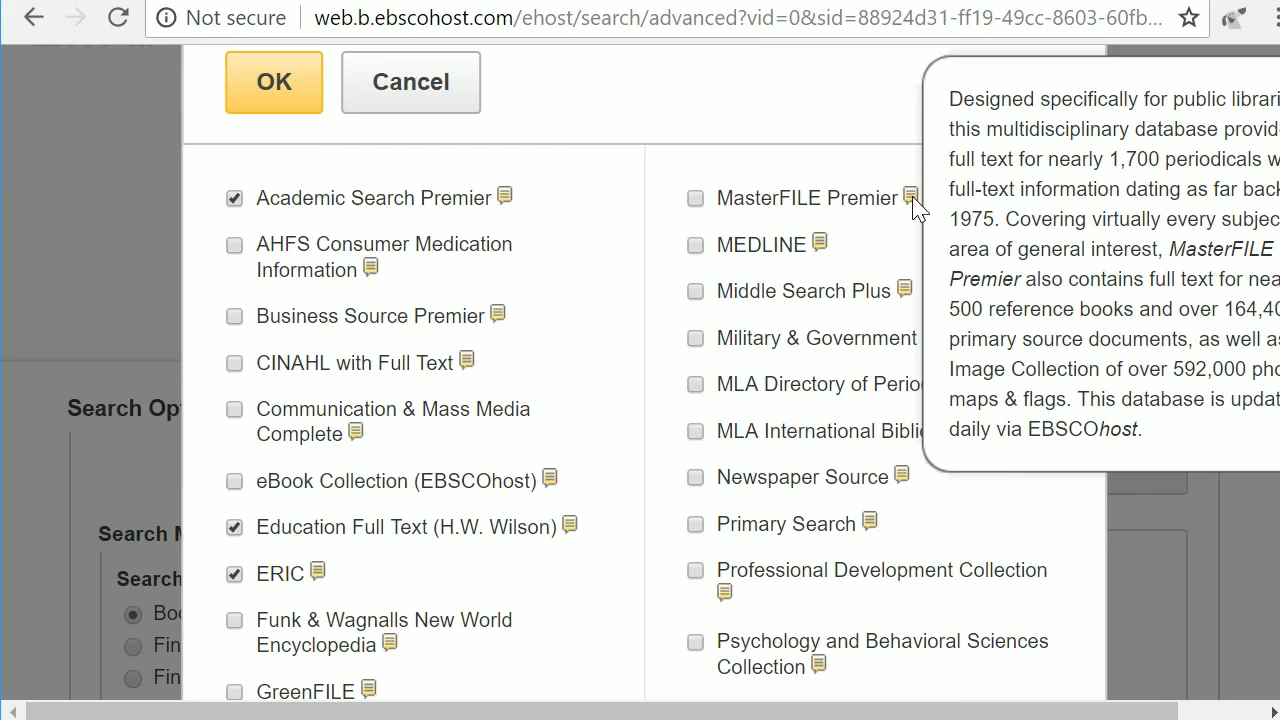 Not secure
web.b.ebscohost.com/ehost/search/advanced?vid=0&sid=88924d31-ff19-49cc-8603-60fb...
OK
Cancel
Academic Search Premier
AHFS Consumer Medication
Information
Business Source Premier
CINAHL with Full Text
Communication & Mass Media
Complete
eBook Collection (EBSCOhost)
Education Full Text (H.W. Wilson)
ERIC
Funk & Wagnalls New World
Encyclopedia
GreenFILE
MasterFILE Premier
MEDLINE
Middle Search Plus
Military & Government
MLA Directory of Perio
MLA International Bibli
Newspaper Source
Primary Search
Professional Development Collection
Psychology and Behavioral Sciences
Collection
Designed specifically for public librari
this multidisciplinary database provid
full text for nearly 1,700 periodicals w
full-text information dating as far back
1975. Covering virtually every subjec
area of general interest, MasterFILE
Premier also contains full text for nea
500 reference books and over 164,40
primary source documents, as well as
Image Collection of over 592,000 pho
maps & flags. This database is updat
daily via EBSCOhost.
Search Opt
Search M
Search
Boo
Fin
Fin